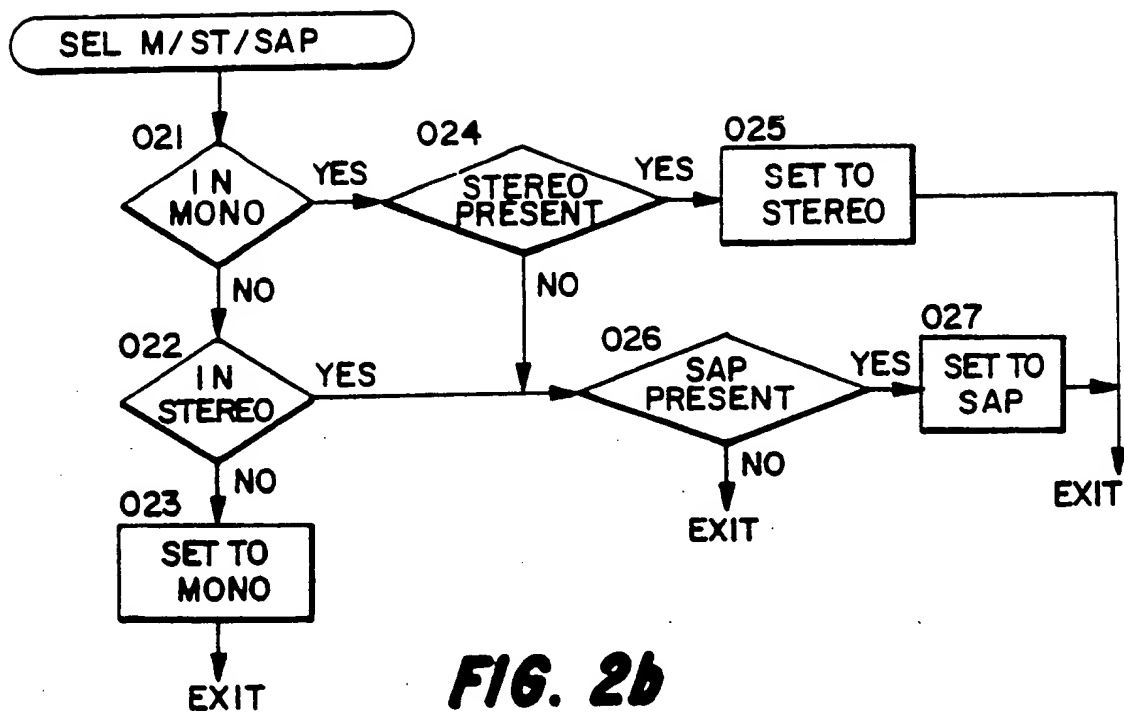 SEL M/ST/SAP
021
IN
MONO
YES
024
STEREO
PRESENT
YES
025
SET TO
STEREO
NO
NO
022
IN
STEREO
YES
026
SAP
PRESENT
YES
027
SET TO
SAP
NO
NO
023
SET TO
MONO
EXIT
EXIT
EXIT
FIG. 2b